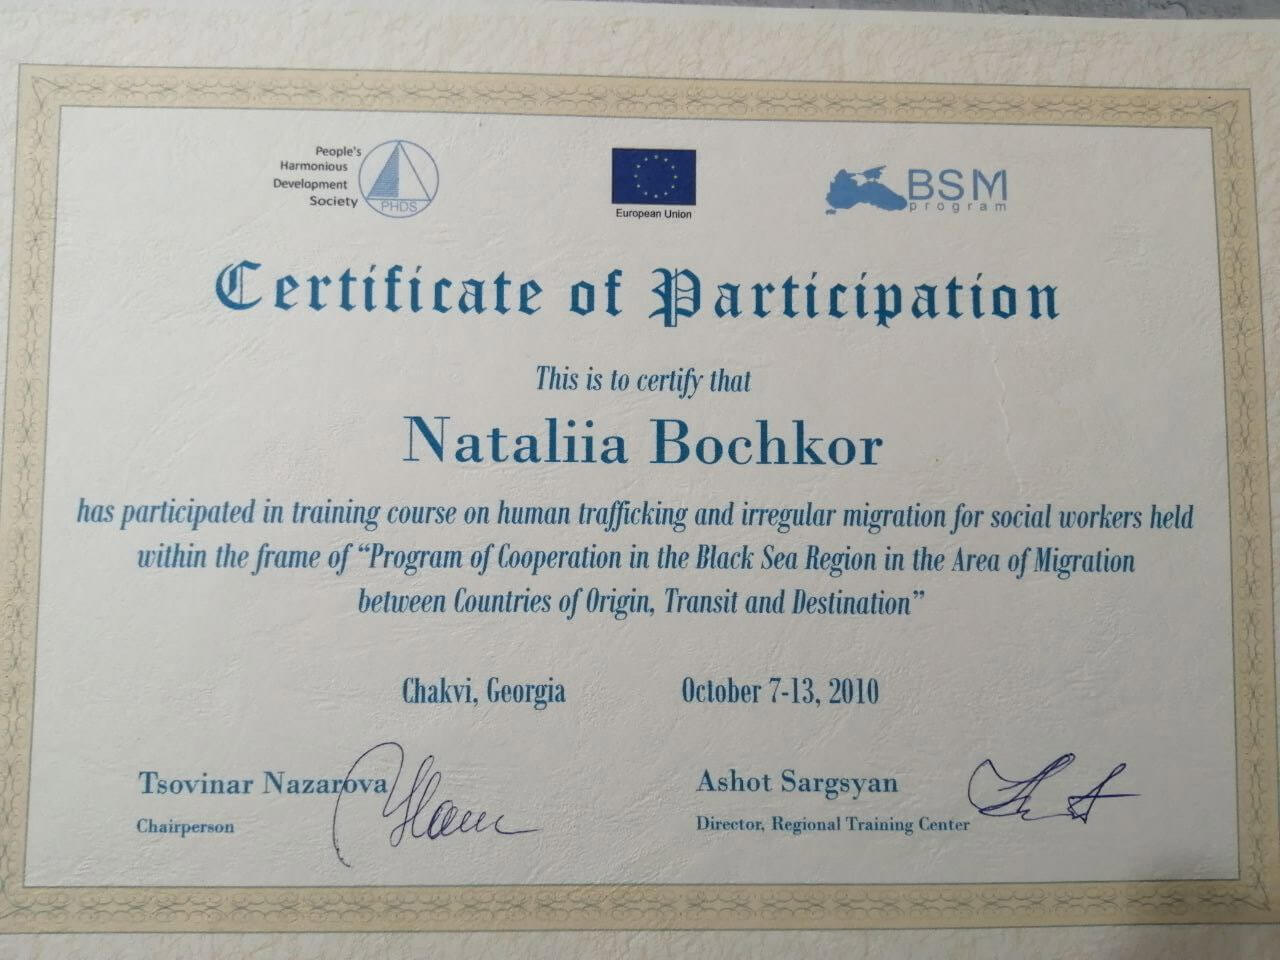 People's
Harmonious
Development
Society
PHDS
European Union
BSM
program
Certificate of Participation
This is to certify that
Nataliia Bochkor
has participated in training course on human trafficking and irregular migration for social workers held
within the frame of “Program of Cooperation in the Black Sea Region in the Area of Migration
between Countries of Origin, Transit and Destination”
Chakvi, Georgia October 7-13, 2010
Tsovinar Nazarova
Chairperson
Ashot Sargsyan
Director, Regional Training Center